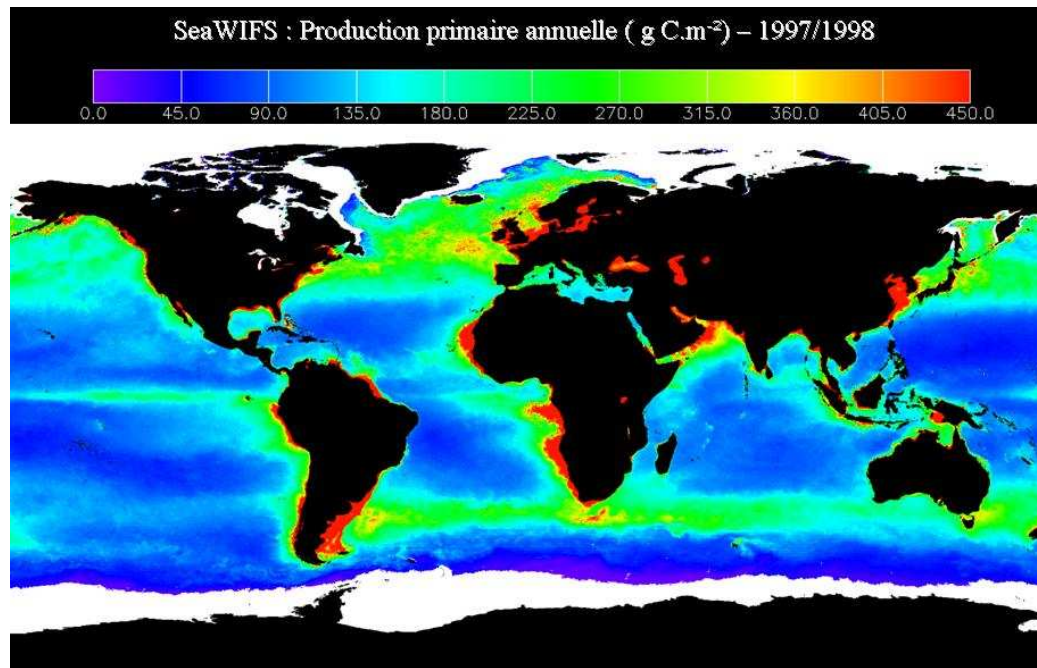 SeaWIFS : Production primaire annuelle ( g C.m⁻²) – 1997/1998
0.0 45.0 90.0 135.0 180.0 225.0 270.0 315.0 360.0 405.0 450.0